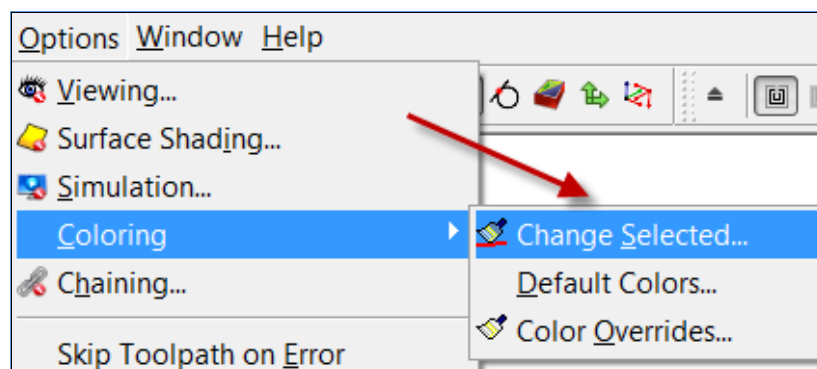 Options Window Help
Viewing...
Surface Shading...
Simulation...
Coloring
Change Selected...
Default Colors...
Color Overrides...
Chaining...
Skip Toolpath on Error